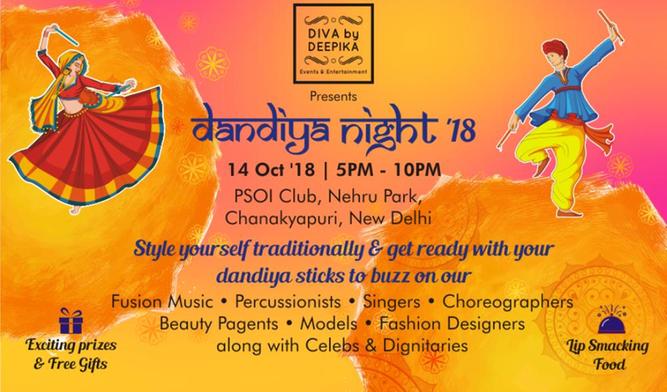 DIVA by
DEEPIKA
Events & Entertainment
Presents
dandiya night '18
14 Oct '18 | 5PM - 10PM
PSOI Club, Nehru Park,
Chanakyapuri, New Delhi
Style yourself traditionally & get ready with your
dandiya sticks to buzz on our
Fusion Music • Percussionists • Singers • Choreographers
Beauty Pagents • Models • Fashion Designers
along with Celebs & Dignitaries
Exciting prizes
& Free Gifts
Lip Smacking
Food